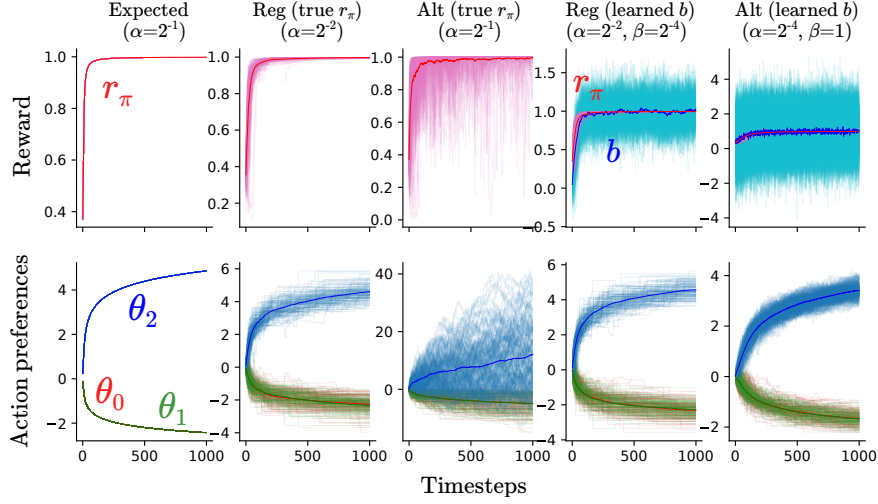 Expected
(α=2⁻¹)
Reg (true r_π)
(α=2⁻²)
Alt (true r_π)
(α=2⁻¹)
Reg (learned b)
(α=2⁻², β=2⁻⁴)
Alt (learned b)
(α=2⁻⁴, β=1)
Reward
1.0
0.8
0.6
0.4
r_π
1.0
0.8
0.6
0.4
0.2
1.0
0.8
0.6
0.4
0.2
0.0
1.5
1.0
0.5
0.0
−0.5
r_π
b
4
2
0
−2
−4
Action preferences
4
2
0
−2
θ₂
θ₀
θ₁
0 500 1000
6
4
2
0
−2
−4
0 500 1000
40
20
0
0 500 1000
6
4
2
0
−2
−4
0 500 1000
4
2
0
−2
0 500 1000
Timesteps